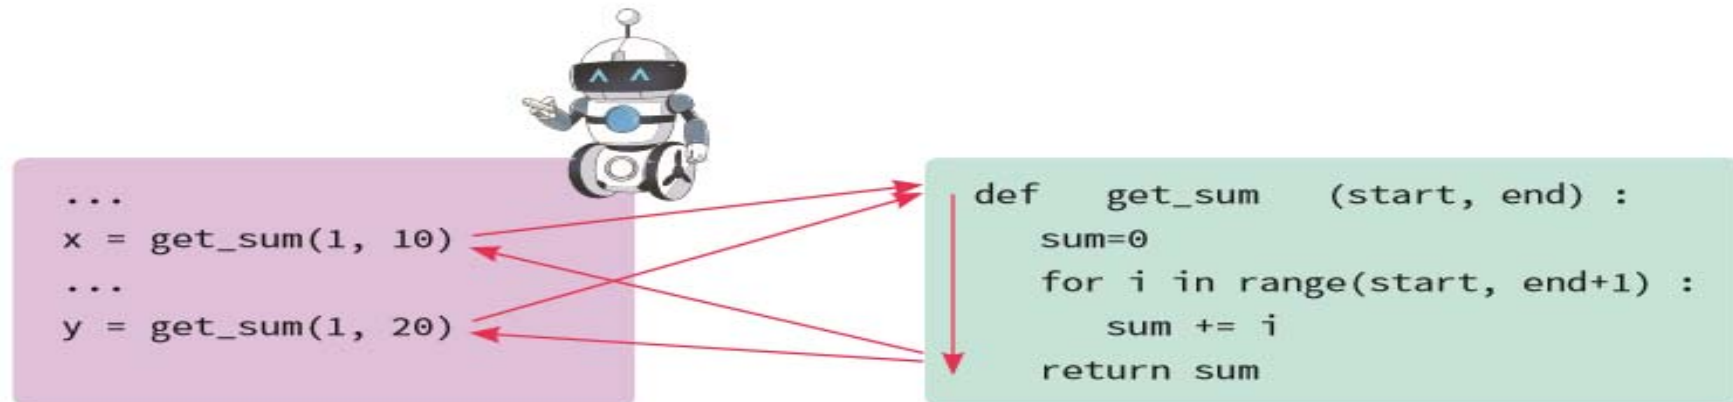 ...
x = get_sum(1, 10)
...
y = get_sum(1, 20)
def get_sum (start, end) :
sum=0
for i in range(start, end+1) :
sum += i
return sum